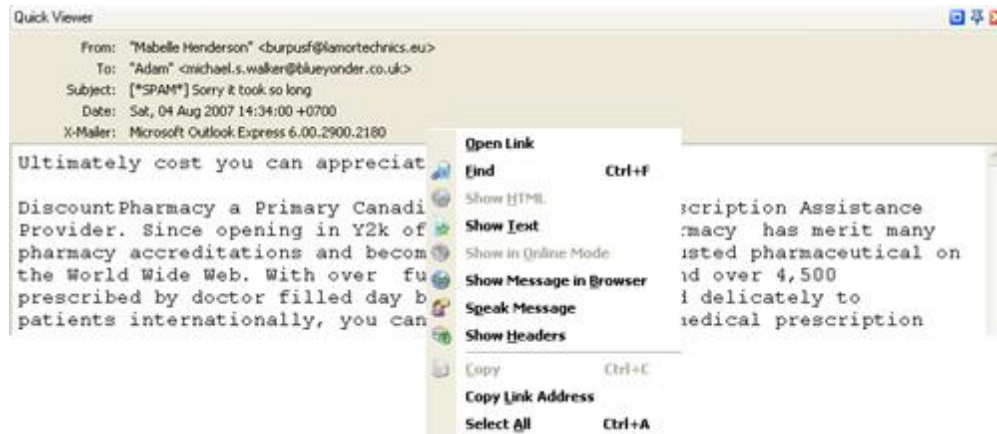 Quick Viewer
From: "Mabelle Henderson" <burpusf@lamortechnics.eu>
To: "Adam" <michael.s.walker@blueyonder.co.uk>
Subject: [*SPAM*] Sorry it took so long
Date: Sat, 04 Aug 2007 14:34:00 +0700
X-Mailer: Microsoft Outlook Express 6.00.2900.2180
Ultimately cost you can appreciat
DiscountPharmacy a Primary Canadi scription Assistance
Provider. Since opening in Y2k of rmacy has merit many
pharmacy accreditations and becom usted pharmaceutical on
the World Wide Web. With over fu nd over 4,500
prescribed by doctor filled day b d delicately to
patients internationally, you can medical prescription
Open Link
Find Ctrl+F
Show HTML
Show Text
Show in Online Mode
Show Message in Browser
Speak Message
Show Headers
Copy Ctrl+C
Copy Link Address
Select All Ctrl+A